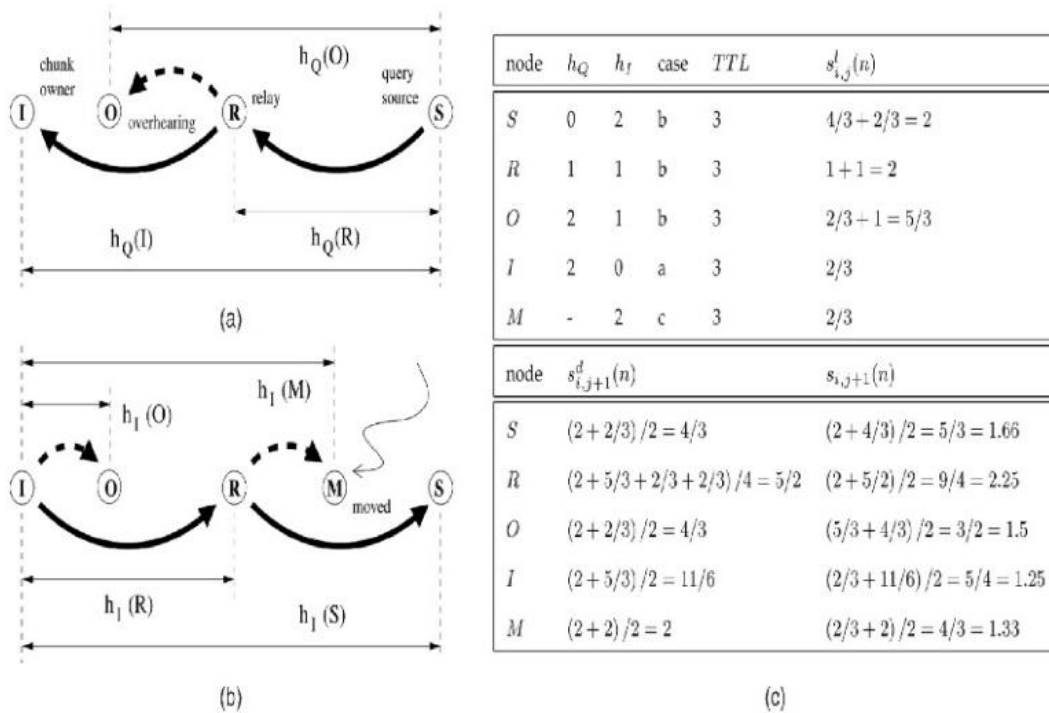 (a)
h_Q(O)
chunk
owner
query
source
relay
I
O
R
S
overhearing
h_Q(I)
h_Q(R)
(a)
h_I (M)
h_I (O)
I
O
R
M
S
moved
h_I (R)
h_I (S)
(b)
node h_Q h_I case TTL s^l_{i,j}(n)
S 0 2 b 3 4/3 + 2/3 = 2
R 1 1 b 3 1 + 1 = 2
O 2 1 b 3 2/3 + 1 = 5/3
I 2 0 a 3 2/3
M - 2 c 3 2/3
node s^d_{i,j+1}(n) s_{i,j+1}(n)
S (2 + 2/3) /2 = 4/3 (2 + 4/3) /2 = 5/3 = 1.66
R (2 + 5/3 + 2/3 + 2/3) /4 = 5/2 (2 + 5/2) /2 = 9/4 = 2.25
O (2 + 2/3) /2 = 4/3 (5/3 + 4/3) /2 = 3/2 = 1.5
I (2 + 5/3) /2 = 11/6 (2/3 + 11/6) /2 = 5/4 = 1.25
M (2 + 2) /2 = 2 (2/3 + 2) /2 = 4/3 = 1.33
(c)